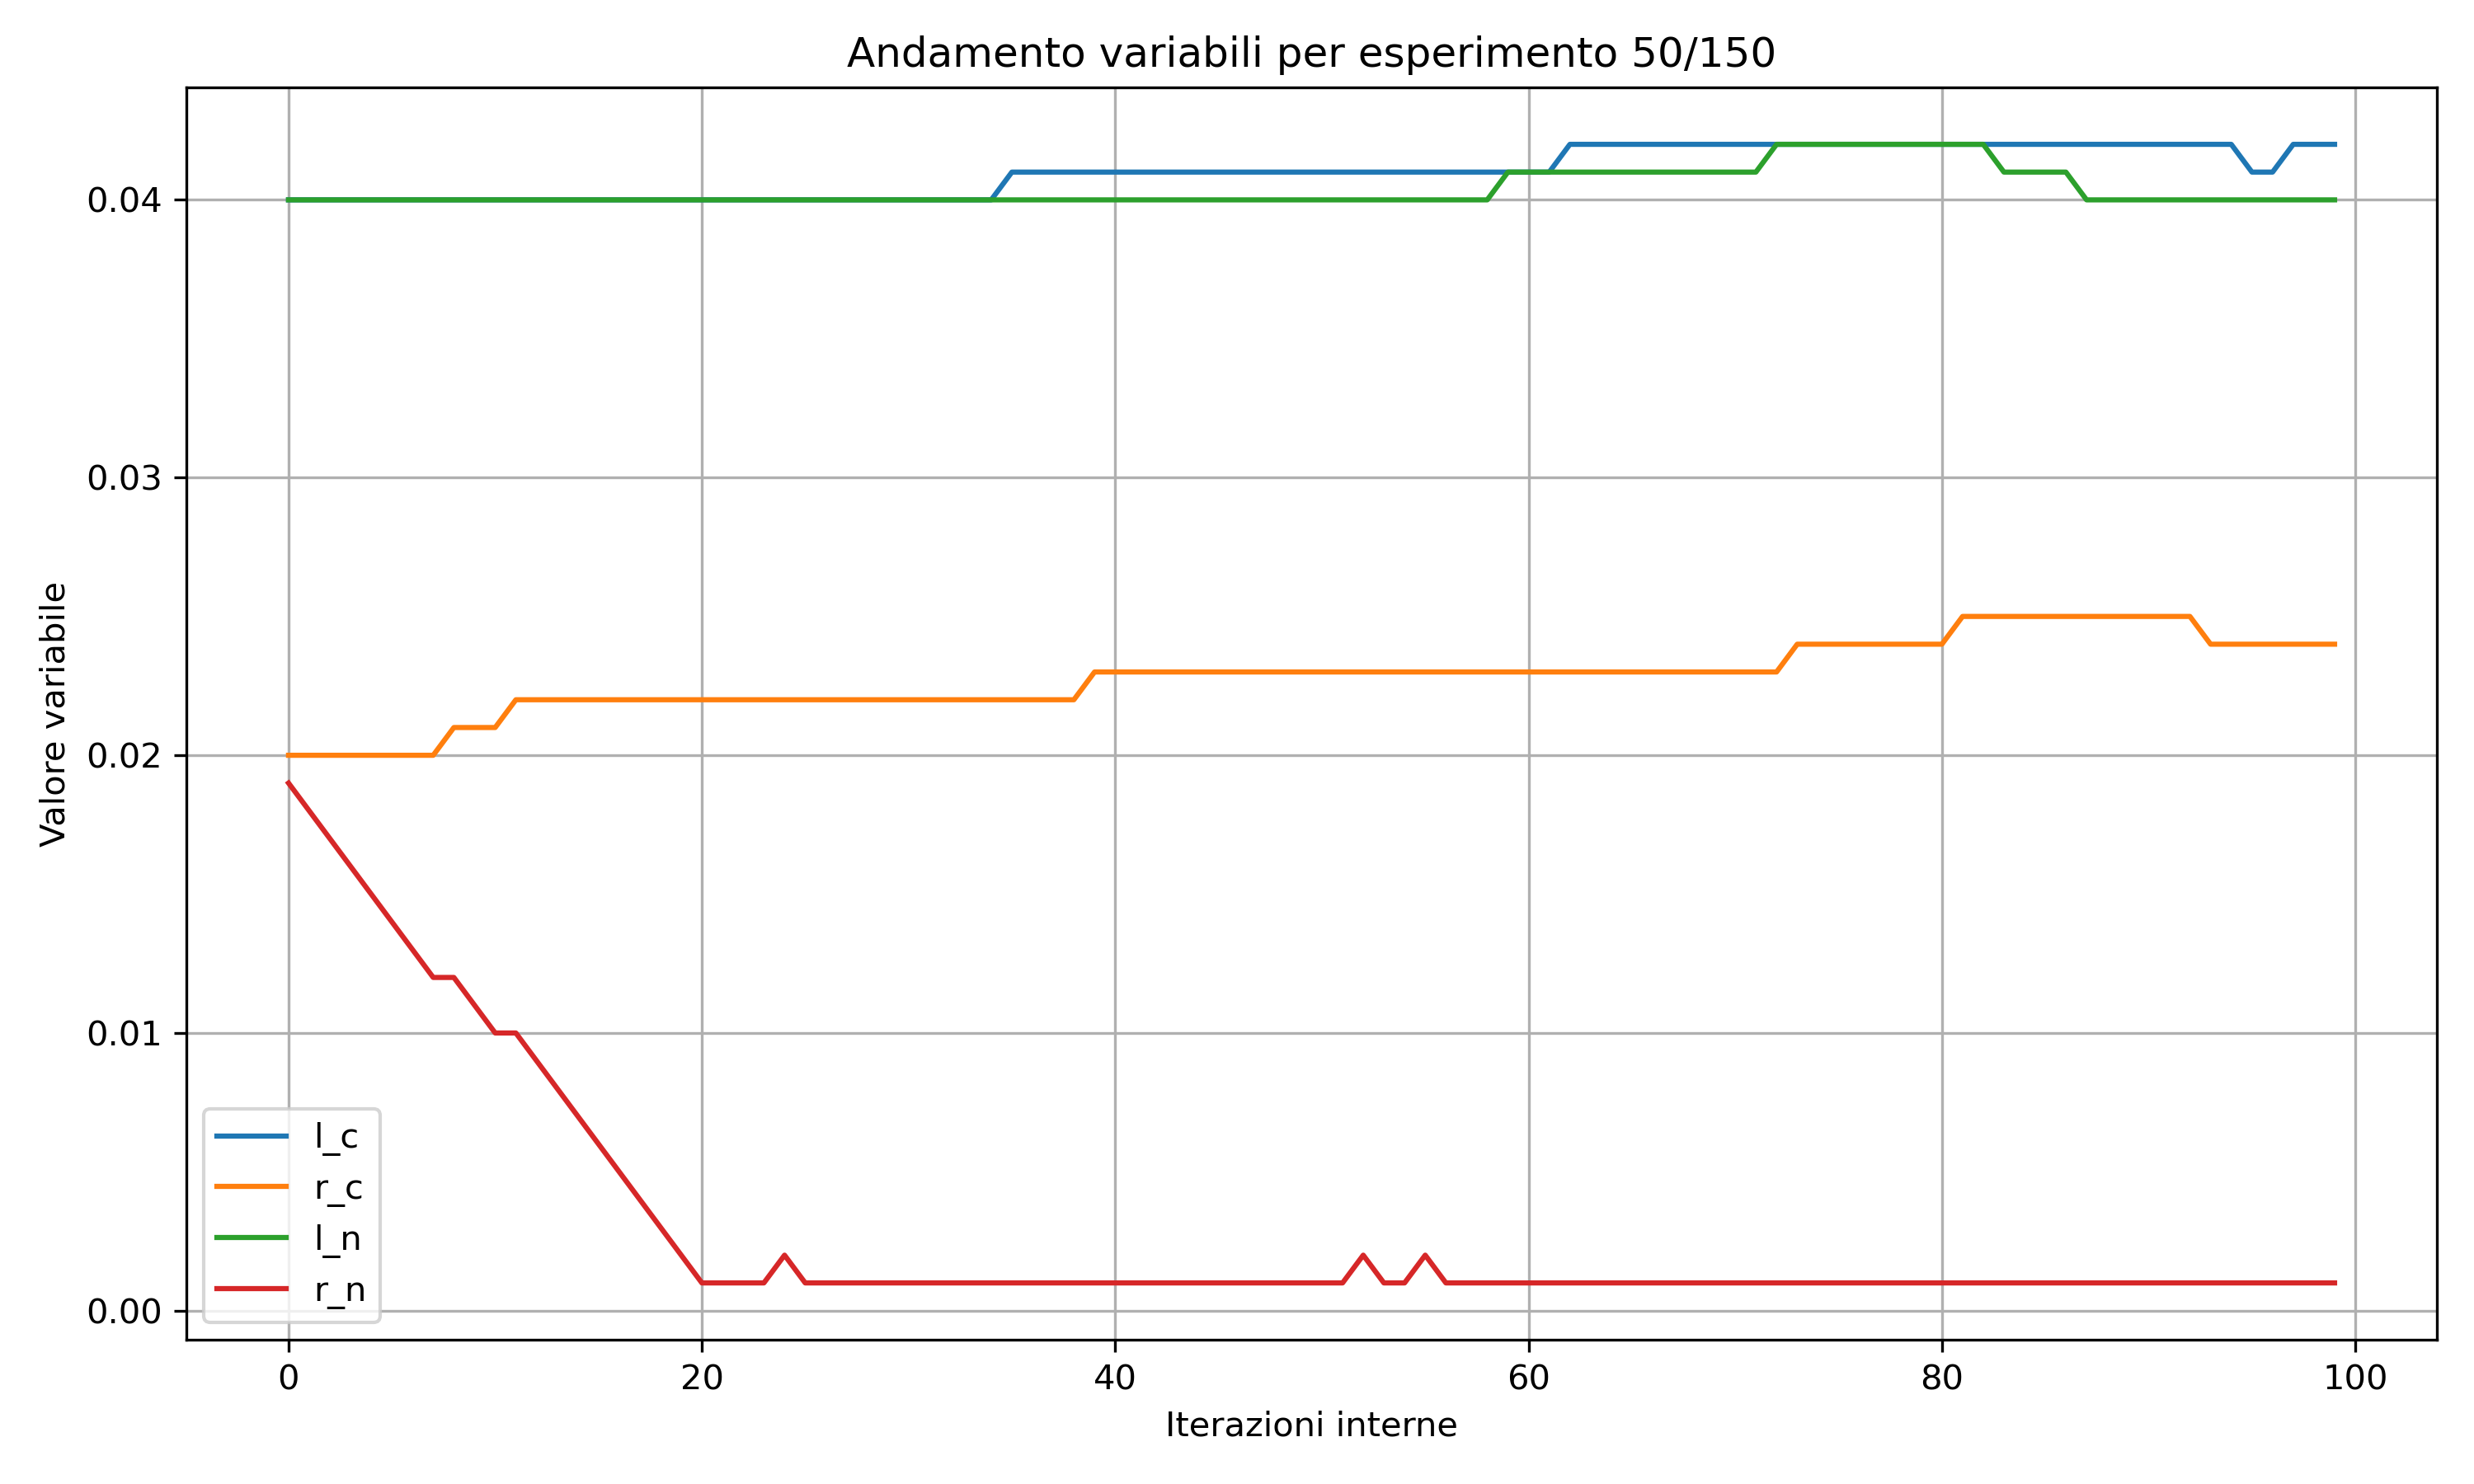 Andamento variabili per esperimento 50/150
Valore variabile
0.04
0.03
0.02
0.01
0.00
l_c
r_c
l_n
r_n
0 20 40 60 80 100
Iterazioni interne